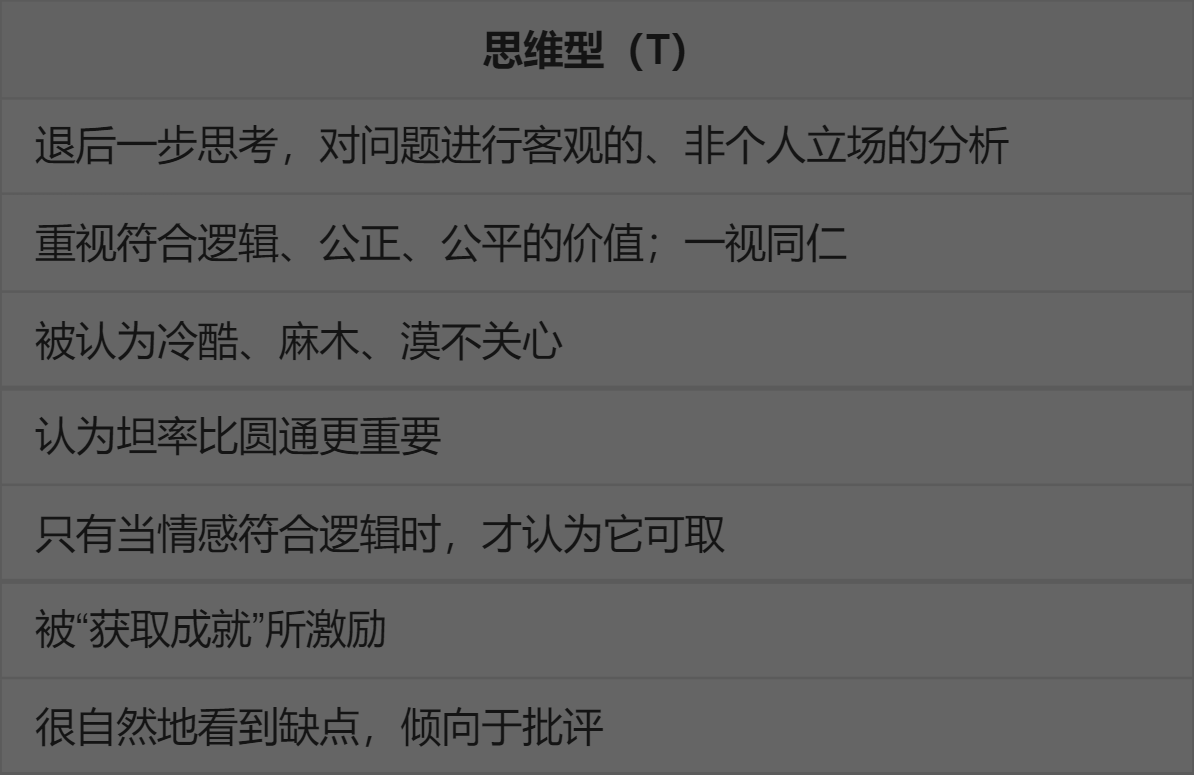 思维型（T）
退后一步思考，对问题进行客观的、非个人立场的分析
重视符合逻辑、公正、公平的价值；一视同仁
被认为冷酷、麻木、漠不关心
认为坦率比圆通更重要
只有当情感符合逻辑时，才认为它可取
被“获取成就”所激励
很自然地看到缺点，倾向于批评